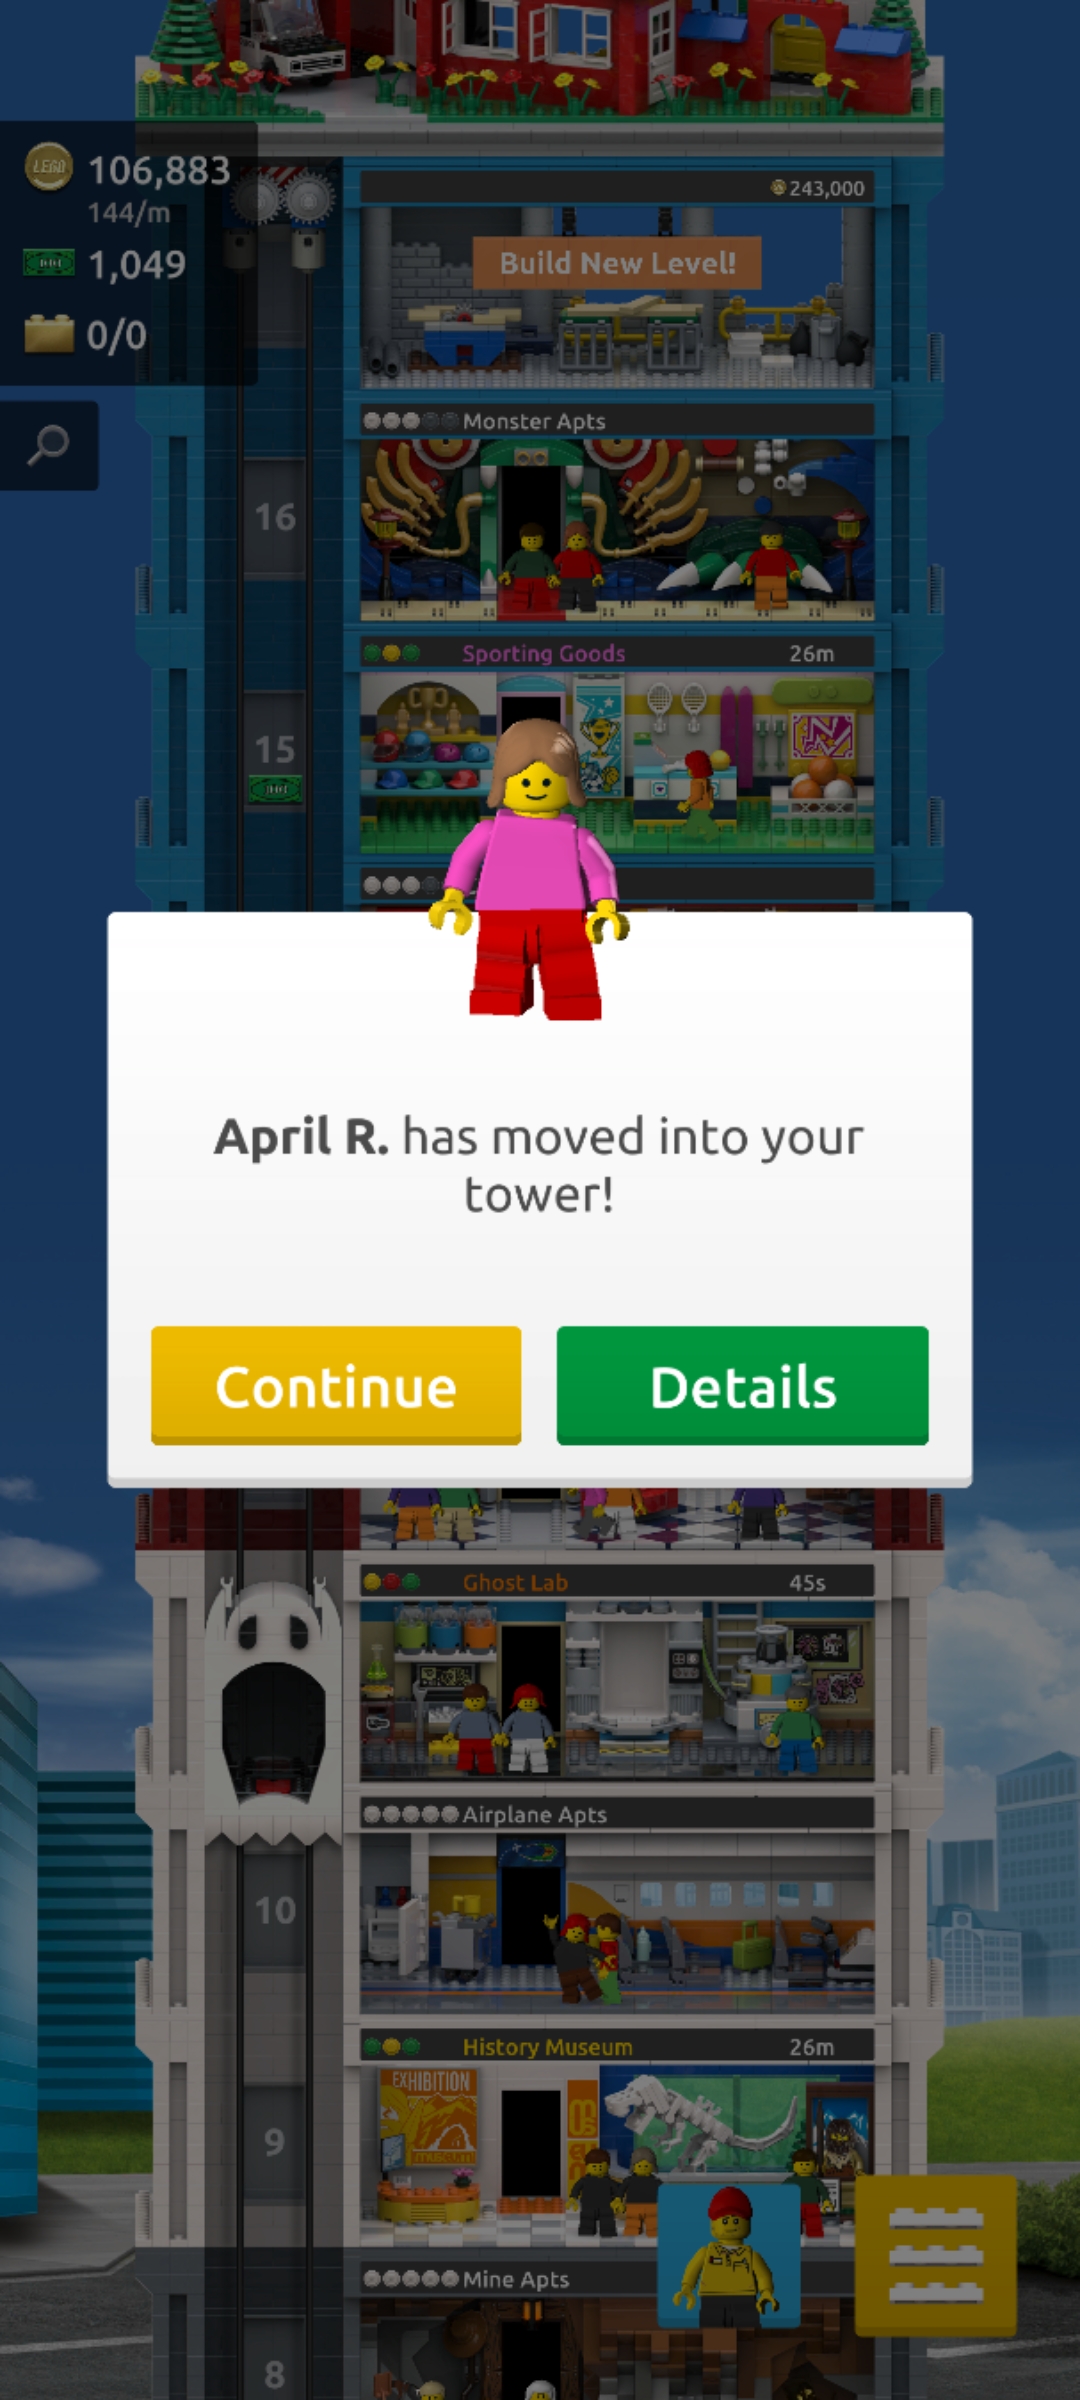 LEGO
106,883
144/m
1,049
0/0
243,000
Build New Level!
Monster Apts
16
Sporting Goods
26m
15
April R. has moved into your
tower!
Continue
Details
Ghost Lab
45s
Airplane Apts
10
History Museum
26m
EXHIBITION
9
Mine Apts
8